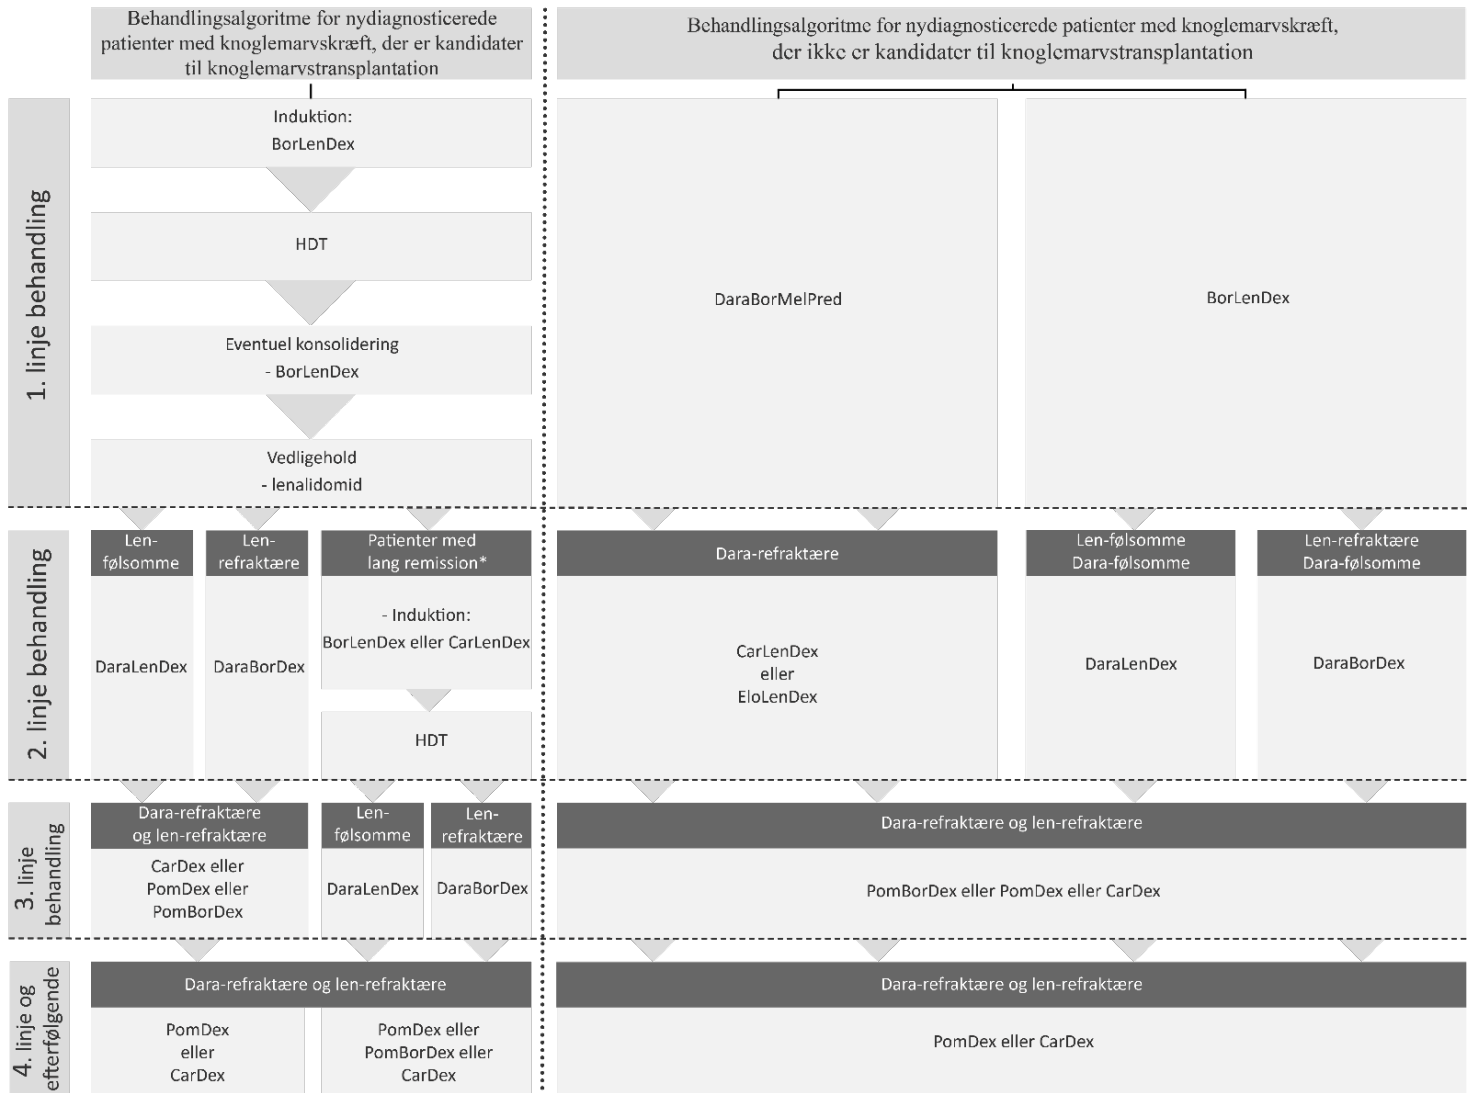 Behandlingsalgoritme for nydiagnosticerede
patienter med knoglemarvskræft, der er kandidater
til knoglemarvstransplantation
Behandlingsalgoritme for nydiagnosticerede patienter med knoglemarvskræft,
der ikke er kandidater til knoglemarvstransplantation
1. linje behandling
Induktion:
BorLenDex
HDT
Eventuel konsolidering
- BorLenDex
Vedligehold
- lenalidomid
DaraBorMelPred
BorLenDex
2. linje behandling
Len-
følsomme
DaraLenDex
Len-
refraktære
DaraBorDex
Patienter med
lang remission*
- Induktion:
BorLenDex eller CarLenDex
HDT
Dara-refraktære
CarLenDex
eller
EloLenDex
Len-følsomme
Dara-følsomme
DaraLenDex
Len-refraktære
Dara-følsomme
DaraBorDex
3. linje
behandling
Dara-refraktære
og len-refraktære
CarDex eller
PomDex eller
PomBorDex
Len-
følsomme
DaraLenDex
Len-
refraktære
DaraBorDex
Dara-refraktære og len-refraktære
PomBorDex eller PomDex eller CarDex
4. linje og
efterfølgende
Dara-refraktære og len-refraktære
PomDex
eller
CarDex
PomDex eller
PomBorDex eller
CarDex
Dara-refraktære og len-refraktære
PomDex eller CarDex